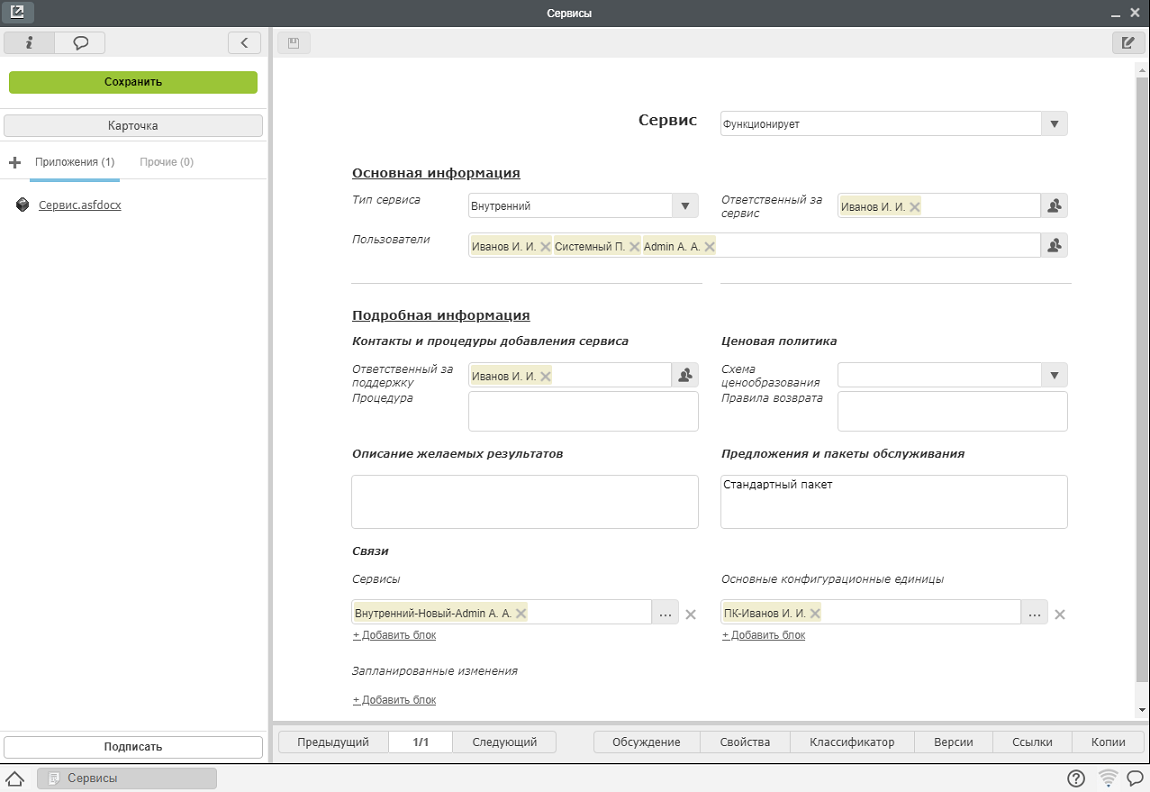 Сервисы
Сохранить
Карточка
Приложения (1) Прочие (0)
Сервис.asfdocx
Подписать
Сервис Функционирует
Основная информация
Тип сервиса Внутренний Ответственный за сервис Иванов И. И.
Пользователи Иванов И. И. Системный П. Admin A. A.
Подробная информация
Контакты и процедуры добавления сервиса Ценовая политика
Ответственный за поддержку Иванов И. И. Схема ценообразования
Процедура Правила возврата
Описание желаемых результатов Предложения и пакеты обслуживания
Стандартный пакет
Связи
Сервисы Основные конфигурационные единицы
Внутренний-Новый-Admin A. A. ... ПК-Иванов И. И. ...
+ Добавить блок + Добавить блок
Запланированные изменения
+ Добавить блок
Предыдущий 1/1 Следующий Обсуждение Свойства Классификатор Версии Ссылки Копии
Сервисы